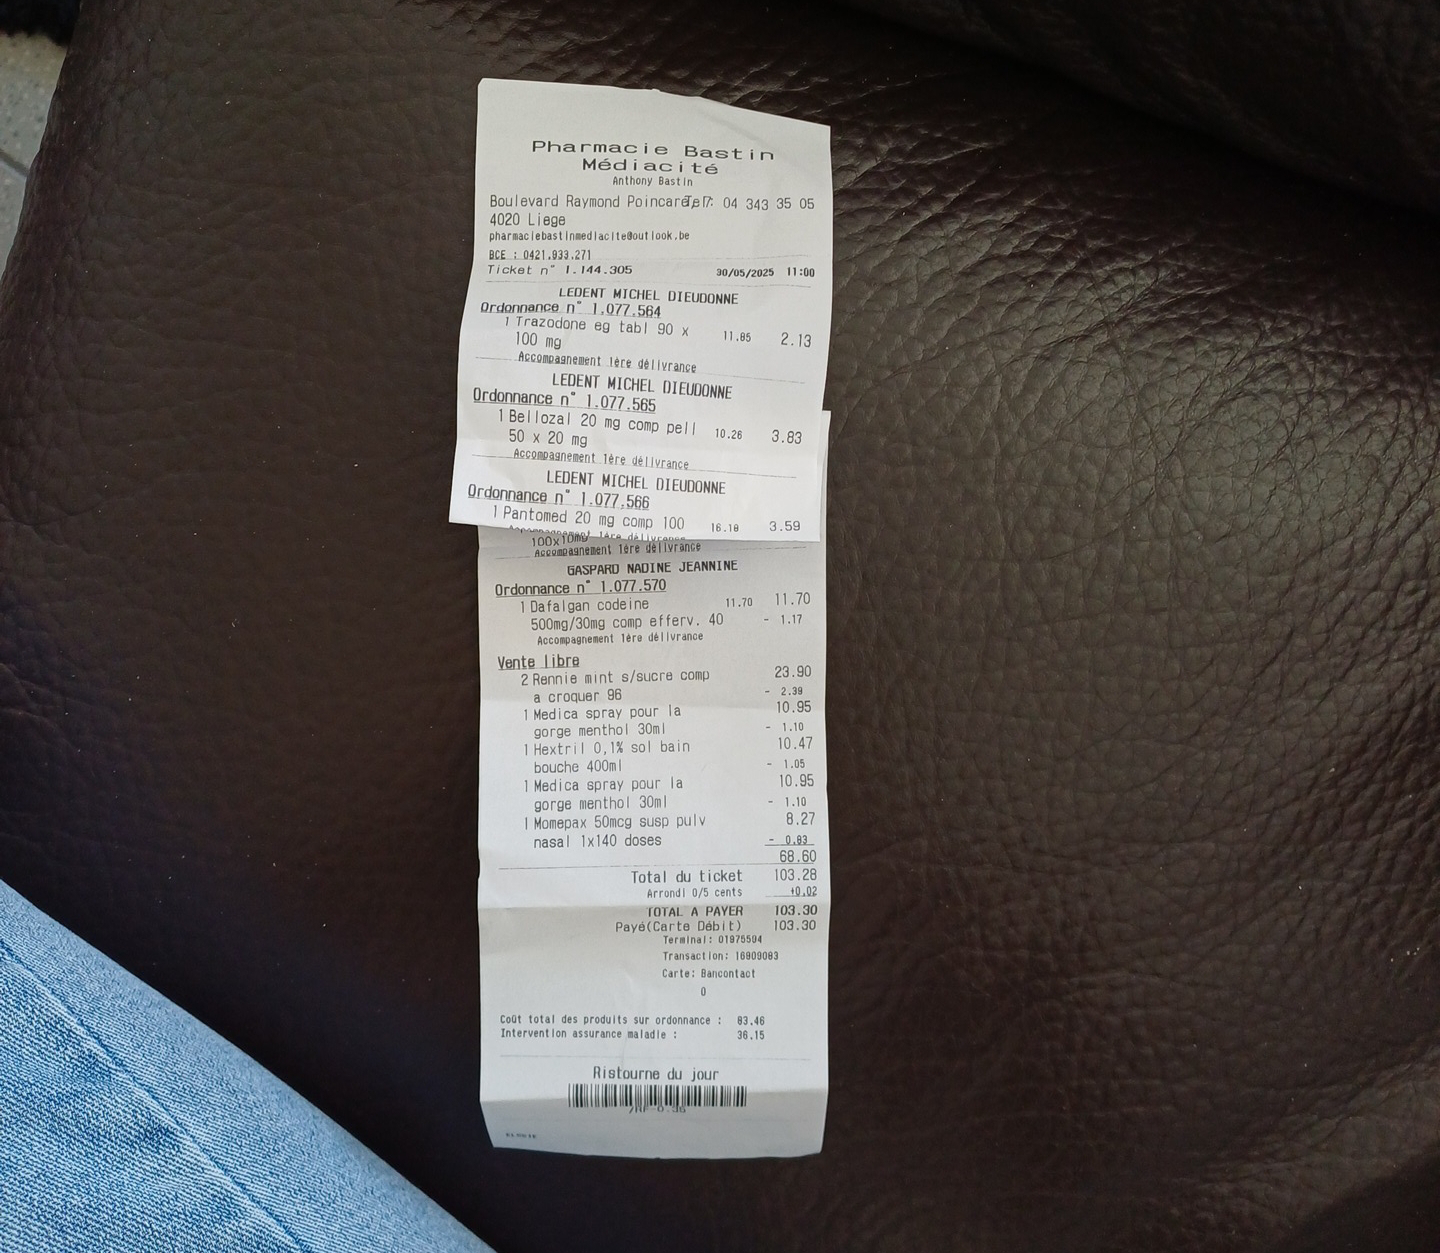 Pharmacie Bastin
Médiacité
Anthony Bastin
Boulevard Raymond Poincaré, 7 Tel : 04 343 35 05
4020 Liege
pharmaciebastinmediacite@outlook.be
BCE : 0421.933.271
Ticket n° 1.144.305 30/05/2025 11:00
LEDENT MICHEL DIEUDONNE
Ordonnance n° 1.077.564
1 Trazodone eg tabl 90 x 11.85 2.13
100 mg
Accompagnement 1ère délivrance
LEDENT MICHEL DIEUDONNE
Ordonnance n° 1.077.565
1 Bellozal 20 mg comp pell 10.26 3.83
50 x 20 mg
Accompagnement 1ère délivrance
LEDENT MICHEL DIEUDONNE
Ordonnance n° 1.077.566
1 Pantomed 20 mg comp 100 16.18 3.59
Accompagnement 1ère délivrance
100x10mg
Accompagnement 1ère délivrance
GASPARD NADINE JEANNINE
Ordonnance n° 1.077.570
1 Dafalgan codeine 11.70 11.70
500mg/30mg comp efferv. 40 - 1.17
Accompagnement 1ère délivrance
Vente libre
2 Rennie mint s/sucre comp 23.90
a croquer 96 - 2.39
1 Medica spray pour la 10.95
gorge menthol 30ml - 1.10
1 Hextril 0,1% sol bain 10.47
bouche 400ml - 1.05
1 Medica spray pour la 10.95
gorge menthol 30ml - 1.10
1 Momepax 50mcg susp pulv 8.27
nasal 1x140 doses - 0.83
68.60
Total du ticket 103.28
Arrondi 0/5 cents +0.02
TOTAL A PAYER 103.30
Payé(Carte Débit) 103.30
Terminal: 01975594
Transaction: 16909083
Carte: Bancontact
0
Coût total des produits sur ordonnance : 83.46
Intervention assurance maladie : 36.15
Ristourne du jour